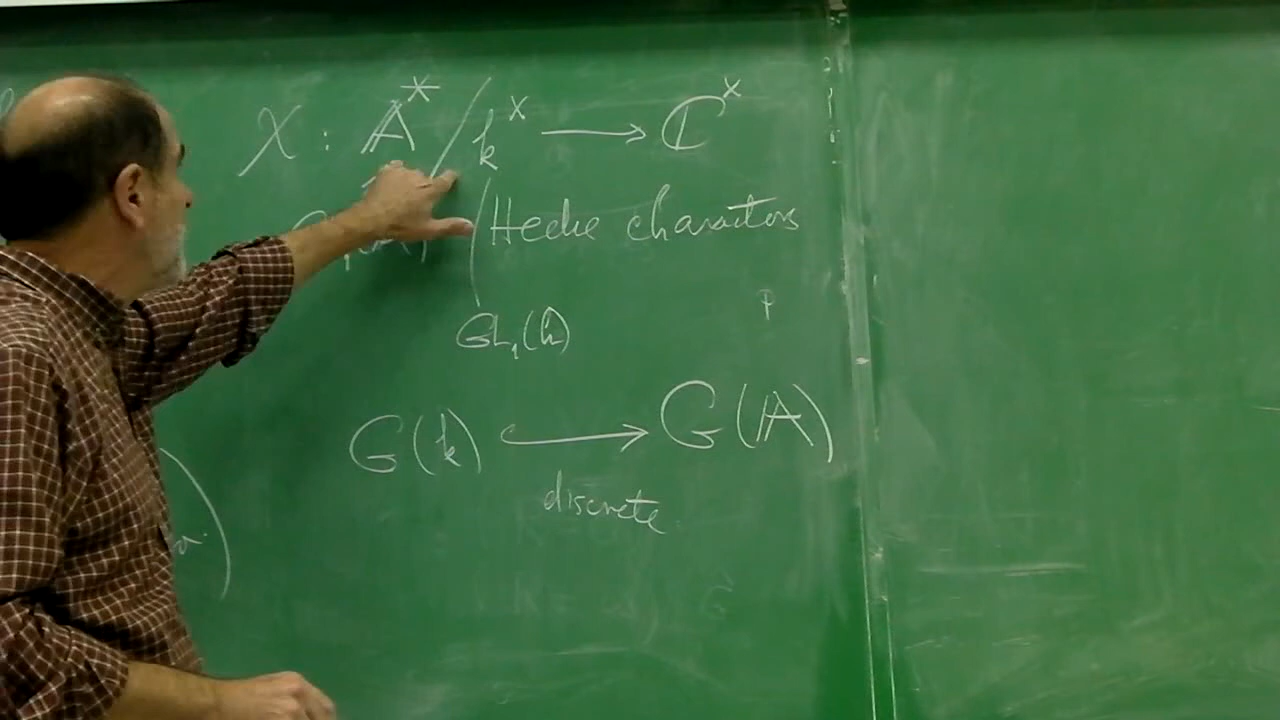 χ : 𝔸* / k^× → ℂ^×
Hecke characters
GL₁(k)
G(k) ↪ G(𝔸)
discrete